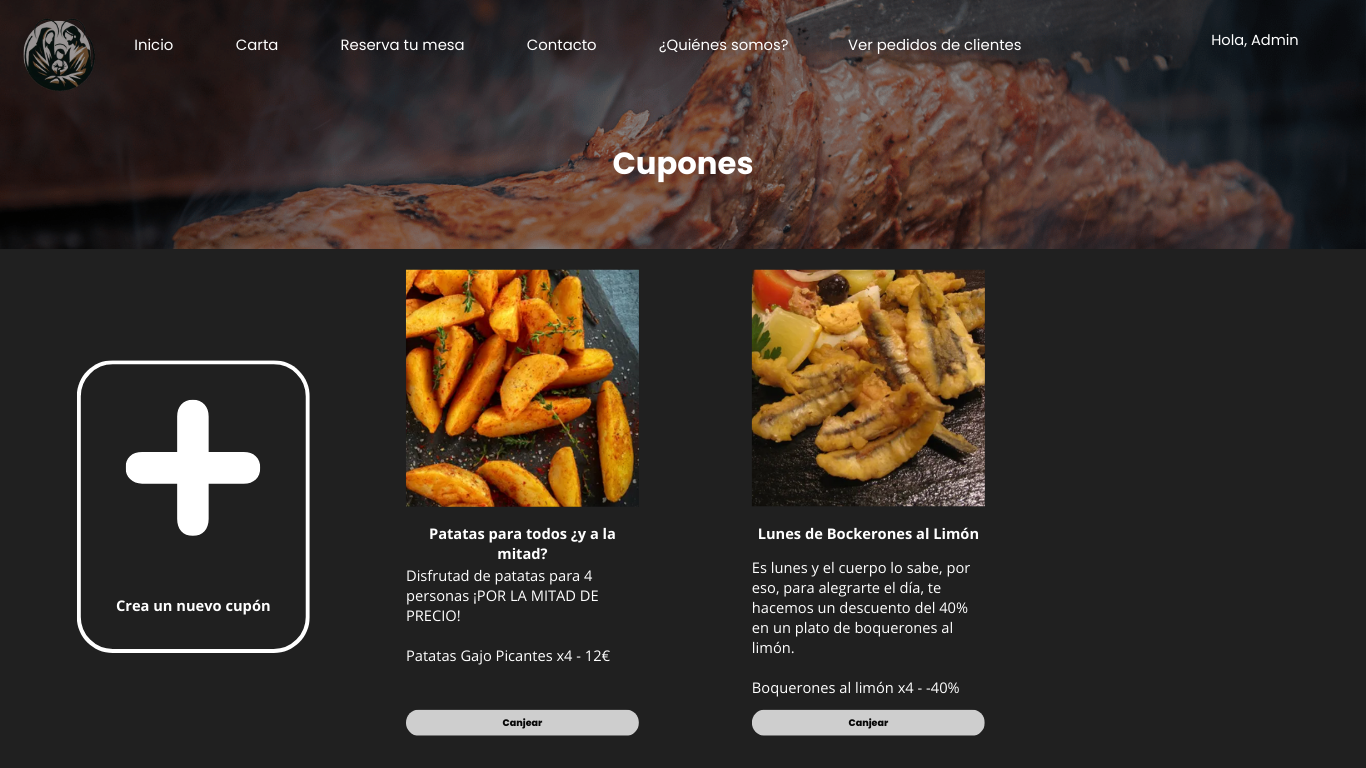 Inicio
Carta
Reserva tu mesa
Contacto
¿Quiénes somos?
Ver pedidos de clientes
Hola, Admin
Cupones
Crea un nuevo cupón
Patatas para todos ¿y a la
mitad?
Disfrutad de patatas para 4
personas ¡POR LA MITAD DE
PRECIO!
Patatas Gajo Picantes x4 - 12€
Canjear
Lunes de Bockerones al Limón
Es lunes y el cuerpo lo sabe, por
eso, para alegrarte el día, te
hacemos un descuento del 40%
en un plato de boquerones al
limón.
Boquerones al limón x4 - -40%
Canjear